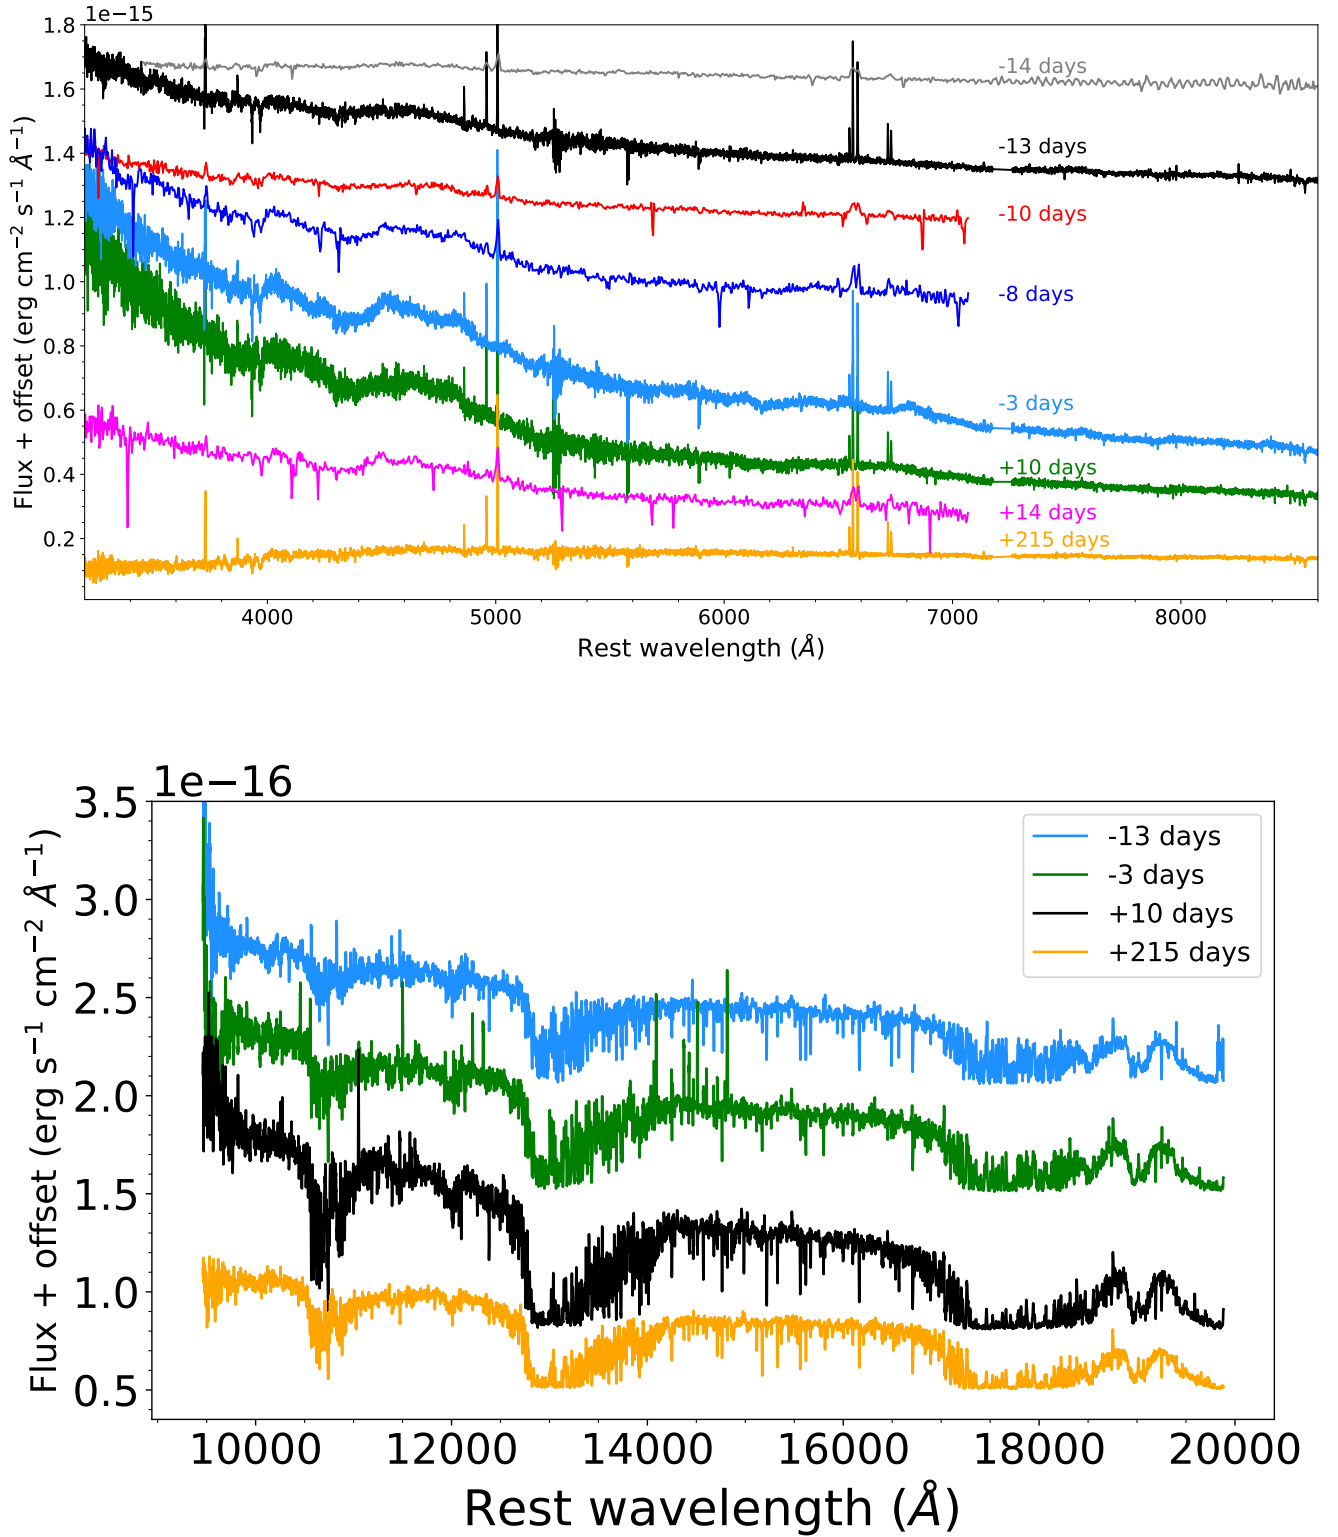 1e−15
1.8
1.6
1.4
1.2
1.0
0.8
0.6
0.4
0.2
Flux + offset (erg cm−2 s−1 Å−1)
-14 days
-13 days
-10 days
-8 days
-3 days
+10 days
+14 days
+215 days
4000 5000 6000 7000 8000
Rest wavelength (Å)
1e−16
3.5
3.0
2.5
2.0
1.5
1.0
0.5
Flux + offset (erg s−1 cm−2 Å−1)
-13 days
-3 days
+10 days
+215 days
10000 12000 14000 16000 18000 20000
Rest wavelength (Å)